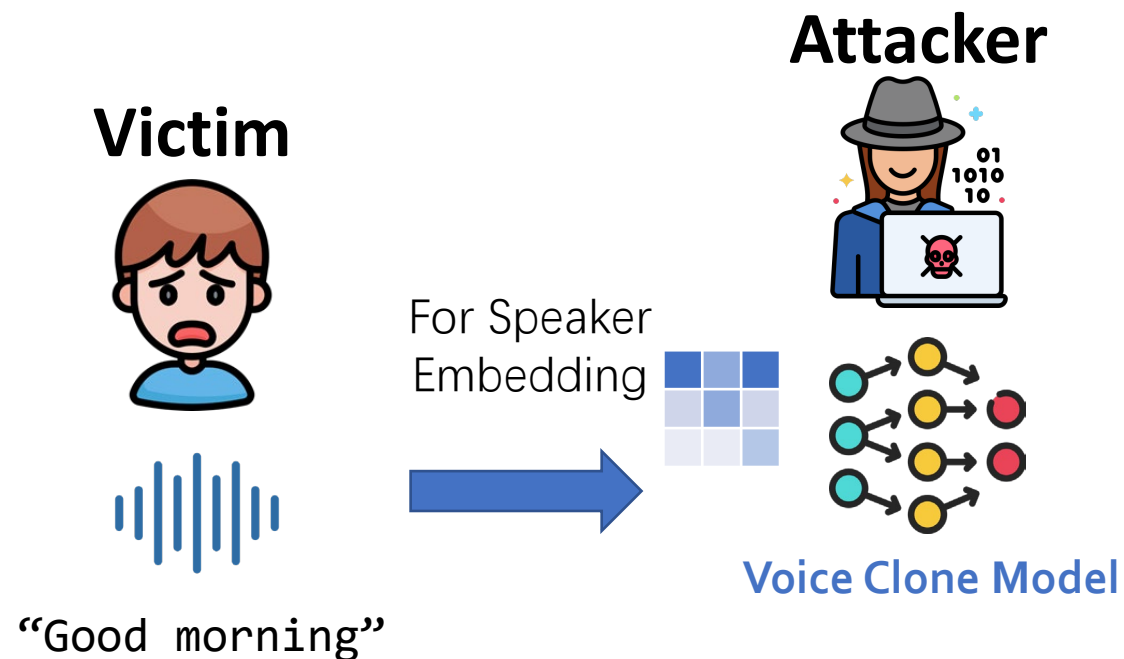 Attacker
Victim
01
1010
10
For Speaker
Embedding
Voice Clone Model
“Good morning”